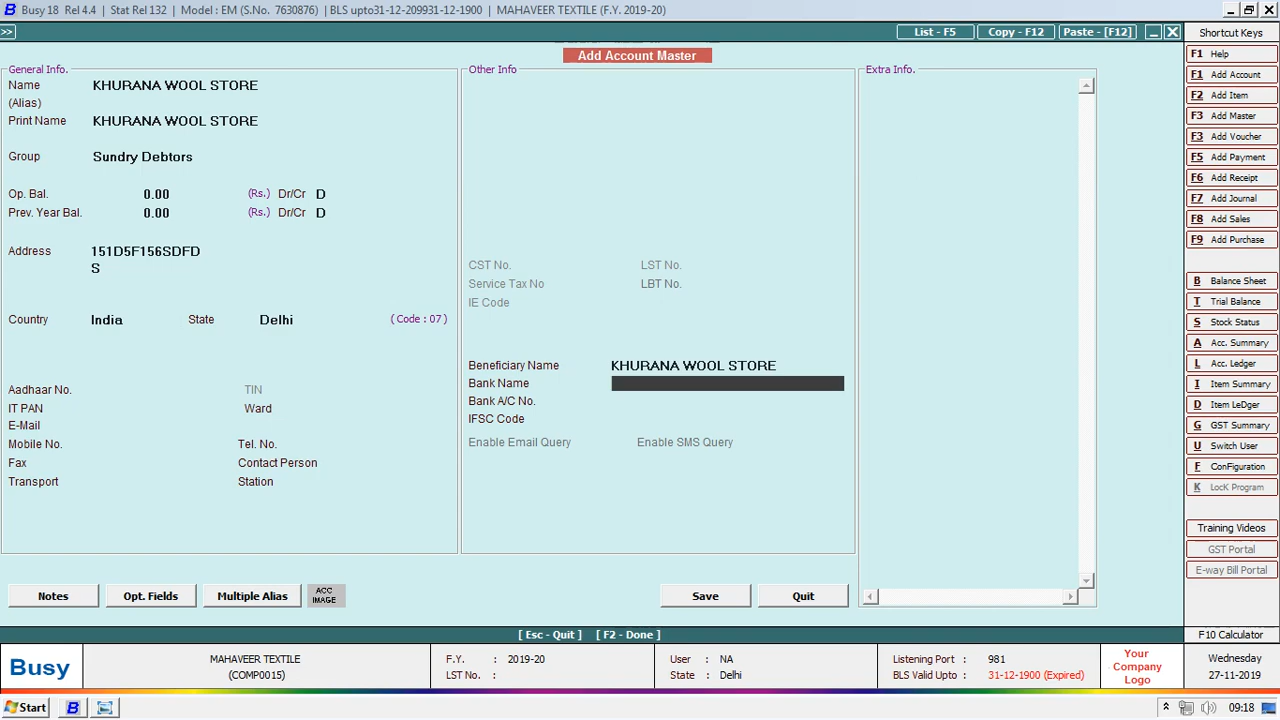 Busy 18 Rel 4.4 | Stat Rel 132 | Model : EM (S.No. 7630876) | BLS upto31-12-209931-12-1900 | MAHAVEER TEXTILE (F.Y. 2019-20)
>> List - F5 Copy - F12 Paste - [F12]
Add Account Master
General Info.
Name KHURANA WOOL STORE
(Alias)
Print Name KHURANA WOOL STORE
Group Sundry Debtors
Op. Bal. 0.00 (Rs.) Dr/Cr D
Prev. Year Bal. 0.00 (Rs.) Dr/Cr D
Address 151D5F156SDFD
S
Country India State Delhi ( Code : 07 )
Aadhaar No. TIN
IT PAN Ward
E-Mail
Mobile No. Tel. No.
Fax Contact Person
Transport Station
Other Info
CST No. LST No.
Service Tax No LBT No.
IE Code
Beneficiary Name KHURANA WOOL STORE
Bank Name
Bank A/C No.
IFSC Code
Enable Email Query Enable SMS Query
Extra Info.
Notes Opt. Fields Multiple Alias ACC
IMAGE
Save Quit
[ Esc - Quit ] [ F2 - Done ]
Shortcut Keys
F1 Help
F1 Add Account
F2 Add Item
F3 Add Master
F3 Add Voucher
F5 Add Payment
F6 Add Receipt
F7 Add Journal
F8 Add Sales
F9 Add Purchase
B Balance Sheet
T Trial Balance
S Stock Status
A Acc. Summary
L Acc. Ledger
I Item Summary
D Item LeDger
G GST Summary
U Switch User
F ConFiguration
K LocK Program
Training Videos
GST Portal
E-way Bill Portal
F10 Calculator
Busy
MAHAVEER TEXTILE
(COMP0015)
F.Y. : 2019-20
LST No. :
User : NA
State : Delhi
Listening Port : 981
BLS Valid Upto : 31-12-1900 (Expired)
Your
Company
Logo
Wednesday
27-11-2019
Start B 09:18